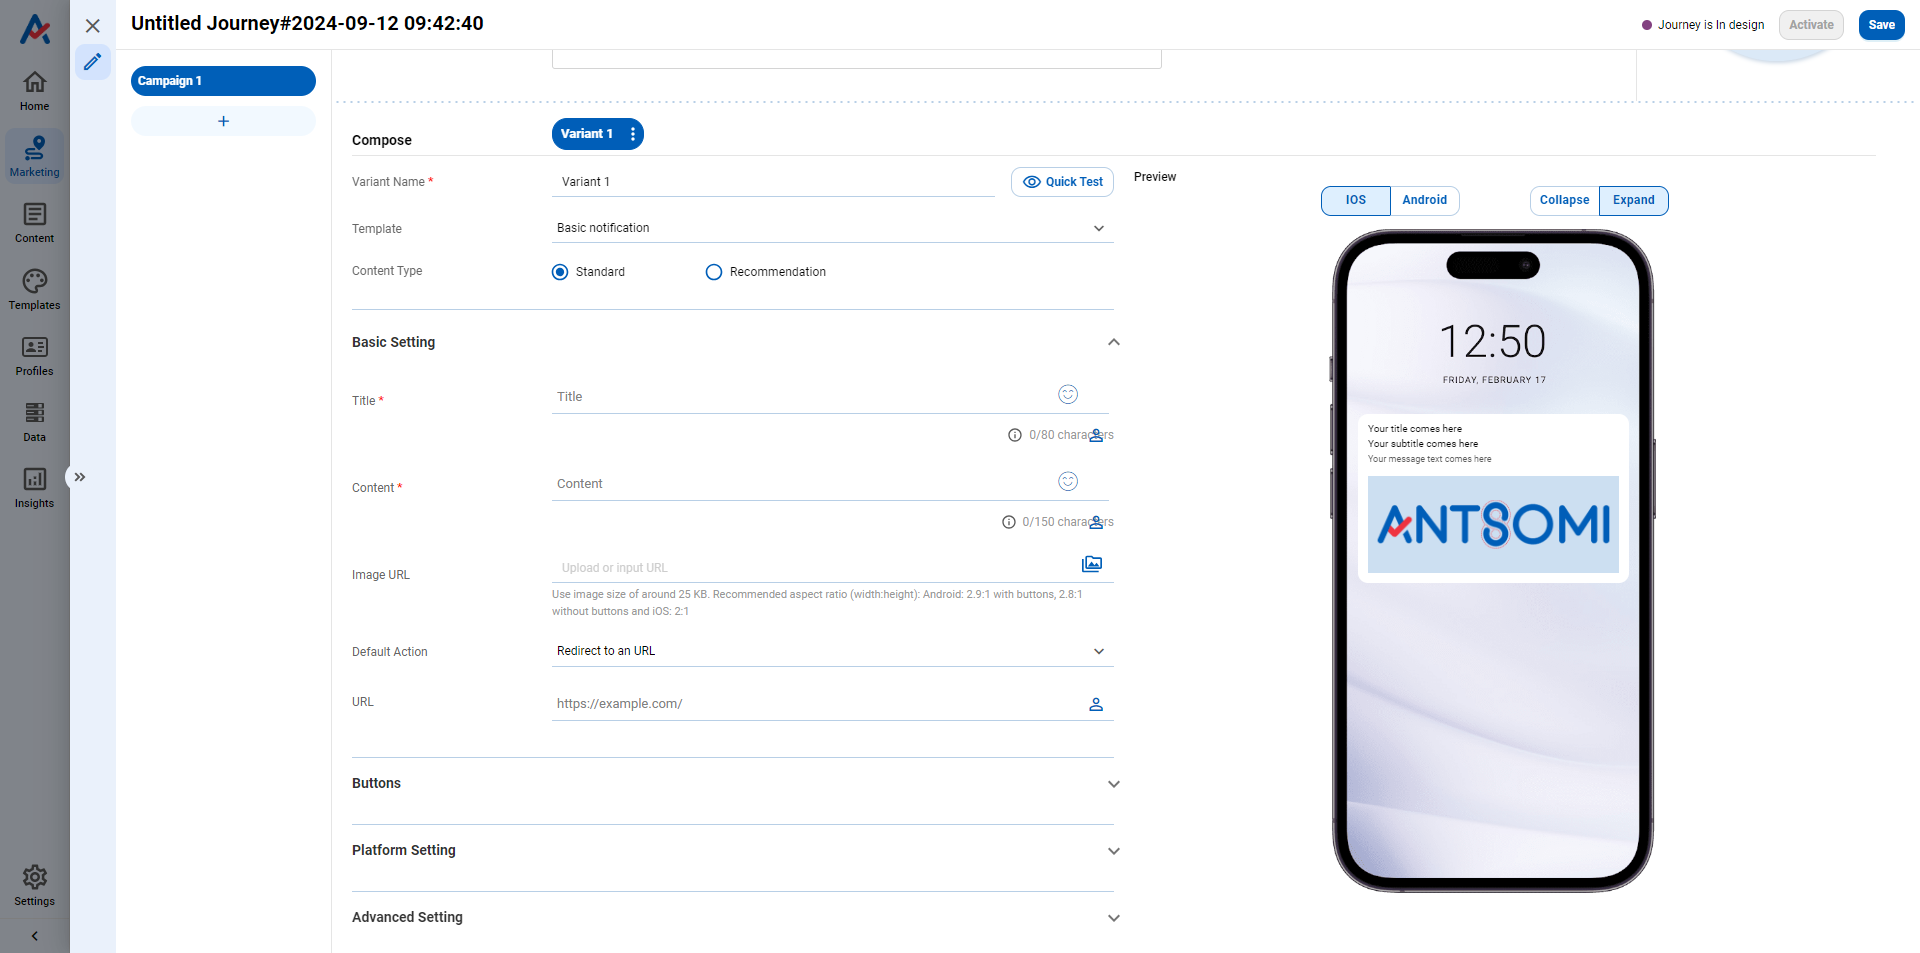 Untitled Journey#2024-09-12 09:42:40
Journey is In design
Activate
Save
Home
Marketing
Content
Templates
Profiles
Data
Insights
Settings
Campaign 1
+
Compose
Variant 1
Variant Name *
Variant 1
Quick Test
Template
Basic notification
Content Type
Standard
Recommendation
Basic Setting
Title *
Title
0/80 characters
Content *
Content
0/150 characters
Image URL
Upload or input URL
Use image size of around 25 KB. Recommended aspect ratio (width:height): Android: 2.9:1 with buttons, 2.8:1
without buttons and iOS: 2:1
Default Action
Redirect to an URL
URL
https://example.com/
Buttons
Platform Setting
Advanced Setting
Preview
IOS
Android
Collapse
Expand
12:50
FRIDAY, FEBRUARY 17
Your title comes here
Your subtitle comes here
Your message text comes here
ANTSOMI